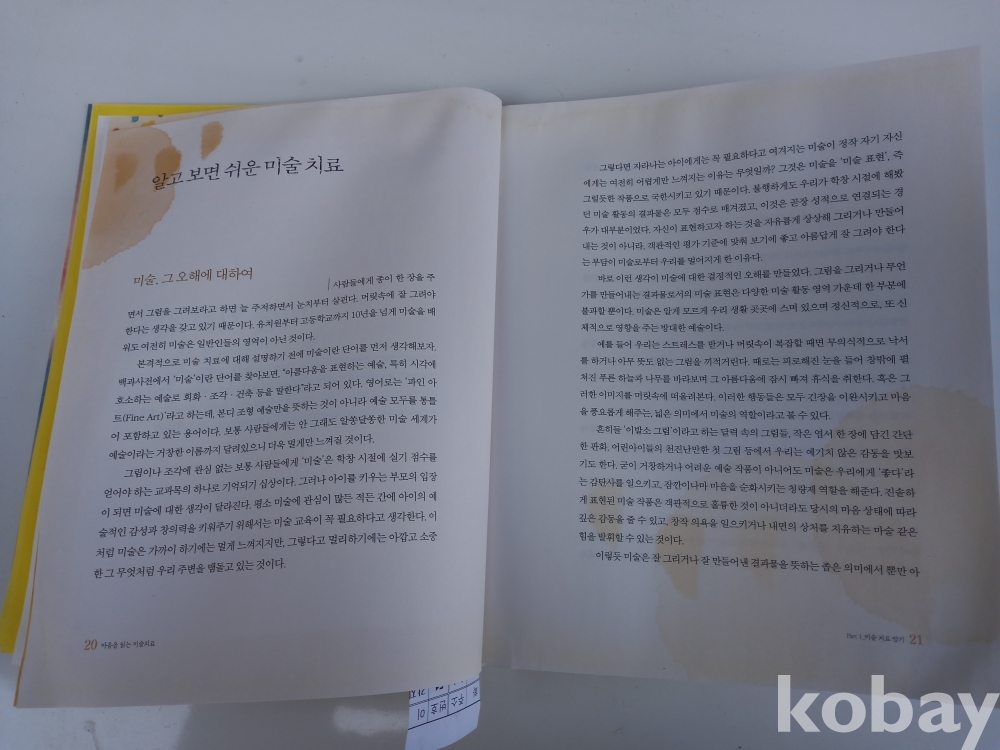 알고 보면 쉬운 미술 치료
미술, 그 오해에 대하여
사람들에게 종이 한 장을 주
면서 그림을 그려보라고 하면 늘 주저하면서 눈치부터 살핀다. 머릿속에 잘 그려야
한다는 생각을 갖고 있기 때문이다. 유치원부터 고등학교까지 10년을 넘게 미술을 배
워도 여전히 미술은 일반인들의 영역이 아닌 것이다.
본격적으로 미술 치료에 대해 설명하기 전에 미술이란 단어를 먼저 생각해보자.
백과사전에서 '미술'이란 단어를 찾아보면, "아름다움을 표현하는 예술, 특히 시각에
호소하는 예술로 회화·조각·건축 등을 말한다"라고 되어 있다. 영어로는 '파인 아
트(Fine Art)'라고 하는데, 본디 조형 예술만을 뜻하는 것이 아니라 예술 모두를 통틀
어 포함하고 있는 용어이다. 보통 사람들에게는 안 그래도 알쏭달쏭한 미술 세계가
예술이라는 거창한 이름까지 달리있으니 더욱 멀게만 느껴질 것이다.
그림이나 조각에 관심 없는 보통 사람들에게 '미술'은 학창 시절에 실기 점수를
얻어야 하는 교과목의 하나로 기억되기 십상이다. 그러나 아이를 키우는 부모의 입장
이 되면 미술에 대한 생각이 달라진다. 평소 미술에 관심이 많든 적든 간에 아이의 예
술적인 감성과 창의력을 키워주기 위해서는 미술 교육이 꼭 필요하다고 생각한다. 이
처럼 미술은 가까이 하기에는 멀게 느껴지지만, 그렇다고 멀리하기에는 아깝고 소중
한 그 무엇처럼 우리 주변을 맴돌고 있는 것이다.
20 마음을 읽는 미술치료
그렇다면 자라나는 아이에게는 꼭 필요하다고 여겨지는 미술이 정작 자기 자신
에게는 여전히 어렵게만 느껴지는 이유는 무엇일까? 그것은 미술을 '미술 표현', 즉
그럴듯한 작품으로 국한시키고 있기 때문이다. 불행하게도 우리가 학창 시절에 해봤
던 미술 활동의 결과물은 모두 점수로 매겨졌고, 이것은 곧장 성적으로 연결되는 경
우가 대부분이었다. 자신이 표현하고자 하는 것을 자유롭게 상상해 그리거나 만들어
내는 것이 아니라, 객관적인 평가 기준에 맞춰 보기에 좋고 아름답게 잘 그려야 한다
는 부담이 미술로부터 우리를 멀어지게 한 이유다.
바로 이런 생각이 미술에 대한 결정적인 오해를 만들었다. 그림을 그리거나 무언
가를 만들어내는 결과물로서의 미술 표현은 다양한 미술 활동 영역 가운데 한 부분에
불과할 뿐이다. 미술은 알게 모르게 우리 생활 곳곳에 스며 있으며 정신적으로, 또 신
체적으로 영향을 주는 방대한 예술이다.
예를 들어 우리는 스트레스를 받거나 머릿속이 복잡할 때면 무의식적으로 낙서
를 하거나 아무 뜻도 없는 그림을 끼적거린다. 때로는 피로해진 눈을 들어 창밖에 펼
쳐진 푸른 하늘과 나무를 바라보며 그 아름다움에 잠시 빠져 휴식을 취한다. 혹은 그
러한 이미지를 머릿속에 떠올려본다. 이러한 행동들은 모두 긴장을 이완시키고 마음
을 풍요롭게 해주는, 넓은 의미에서 미술의 역할이라고 볼 수 있다.
흔히들 '이발소 그림'이라고 하는 달력 속의 그림들, 작은 엽서 한 장에 담긴 간단
한 판화, 어린아이들의 천진난만한 첫 그림 등에서 우리는 예기치 않은 감동을 맛보
기도 한다. 굳이 거창하거나 어려운 예술 작품이 아니어도 미술은 우리에게 '좋다'라
는 감탄사를 일으키고, 잠깐이나마 마음을 순화시키는 청량제 역할을 해준다. 진솔하
게 표현된 미술 작품은 객관적으로 훌륭한 것이 아니더라도 당시의 마음 상태에 따라
깊은 감동을 줄 수 있고, 창작 의욕을 일으키거나 내면의 상처를 치유하는 마술 같은
힘을 발휘할 수 있는 것이다.
이렇듯 미술은 잘 그리거나 잘 만들어낸 결과물을 뜻하는 좁은 의미에서 뿐만 아
Part 1_미술 치료 알기 21
주소
번호
이
kobay